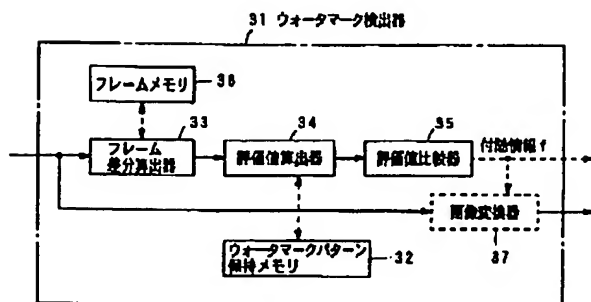 31 ウォータマーク検出器
フレームメモリ
36
33
34
35
フレーム
差分算出器
評価値算出器
評価値比較器
付随情報 f
画像変換器
37
ウォータマークパターン
保持メモリ
32